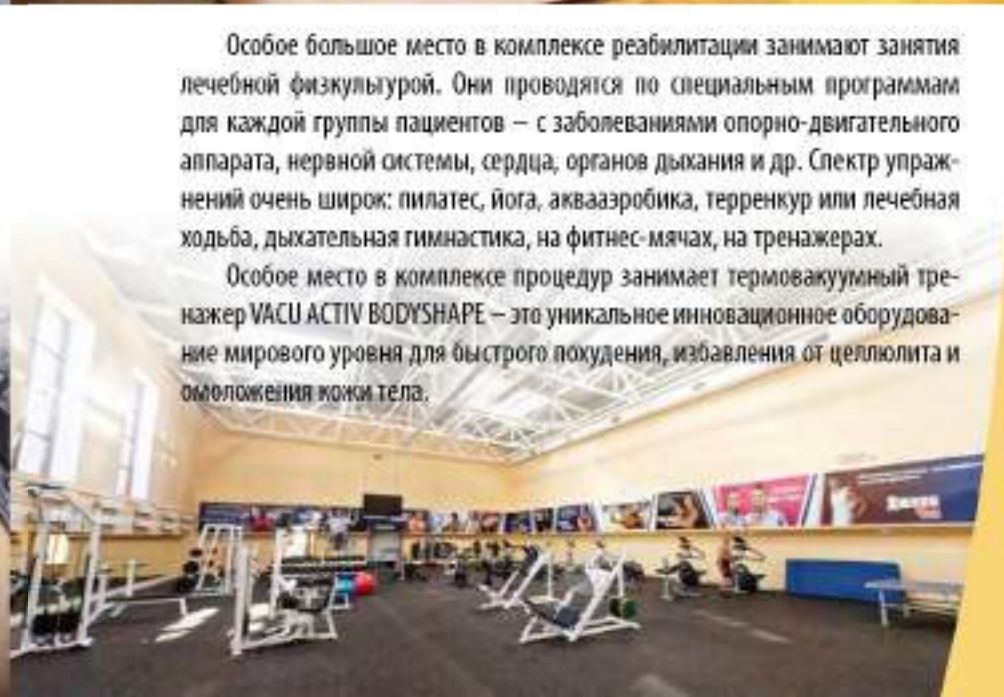 Особое большое место в комплексе реабилитации занимают занятия
лечебной физкультурой. Они проводятся по специальным программам
для каждой группы пациентов – с заболеваниями опорно-двигательного
аппарата, нервной системы, сердца, органов дыхания и др. Спектр упраж-
нений очень широк: пилатес, йога, аквааэробика, терренкур или лечебная
ходьба, дыхательная гимнастика, на фитнес-мячах, на тренажерах.
Особое место в комплексе процедур занимает термовакуумный тре-
нажер VACU ACTIV BODYSHAPE – это уникальное инновационное оборудова-
ние мирового уровня для быстрого похудения, избавления от целлюлита и
омоложения кожи тела.